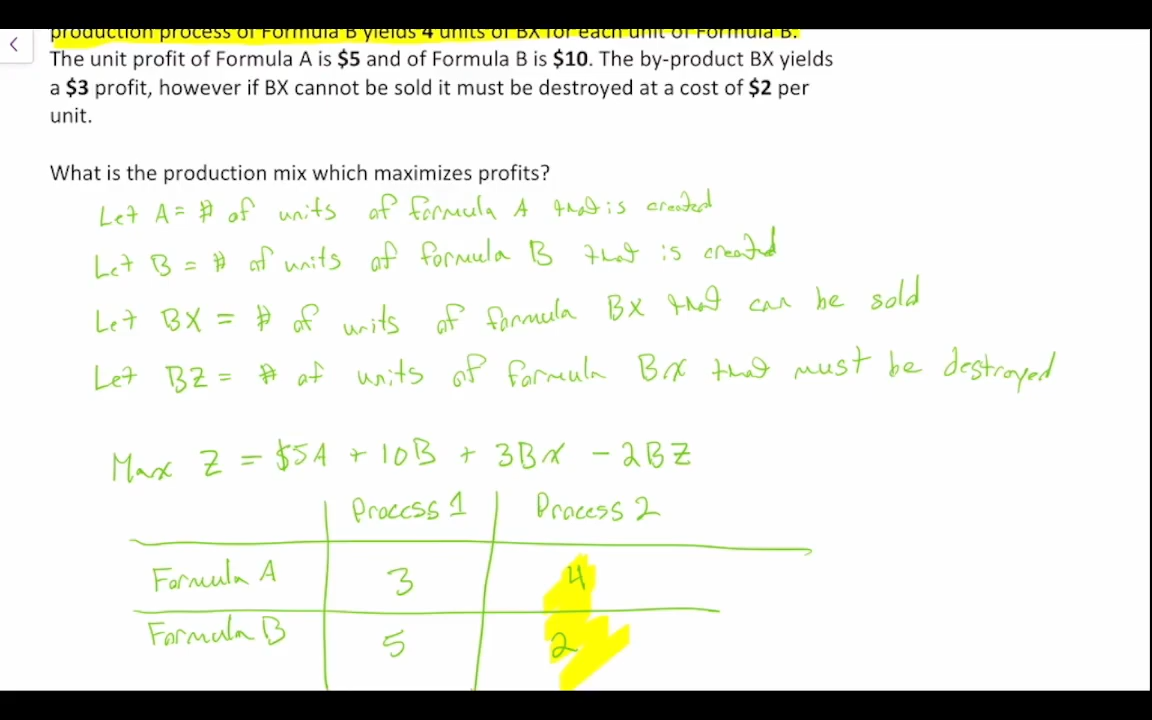 production process of Formula B yields 4 units of BX for each unit of Formula B.
The unit profit of Formula A is $5 and of Formula B is $10. The by-product BX yields
a $3 profit, however if BX cannot be sold it must be destroyed at a cost of $2 per
unit.
What is the production mix which maximizes profits?
Let A = # of units of formula A that is created
Let B = # of units of formula B that is created
Let BX = # of units of formula BX that can be sold
Let BZ = # of units of formula BX that must be destroyed
Max Z = $5A + 10B + 3BX - 2BZ
Process 1 Process 2
Formula A 3 4
Formula B 5 2